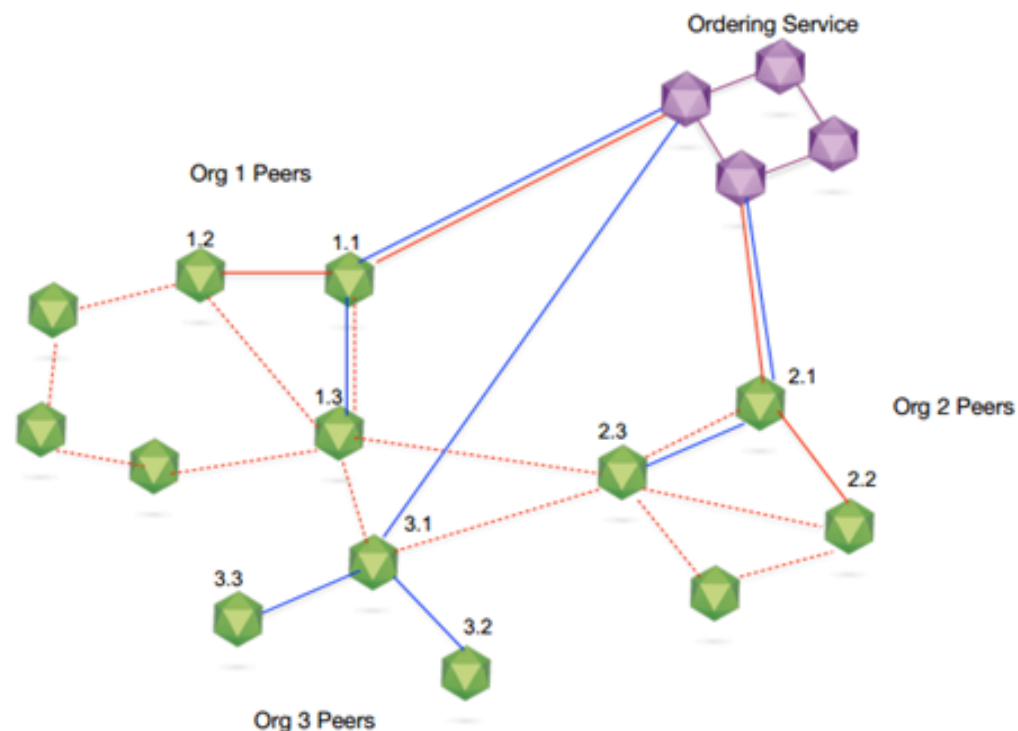 Ordering Service
Org 1 Peers
1.2
1.1
2.1
1.3
Org 2 Peers
2.3
2.2
3.1
3.3
3.2
Org 3 Peers